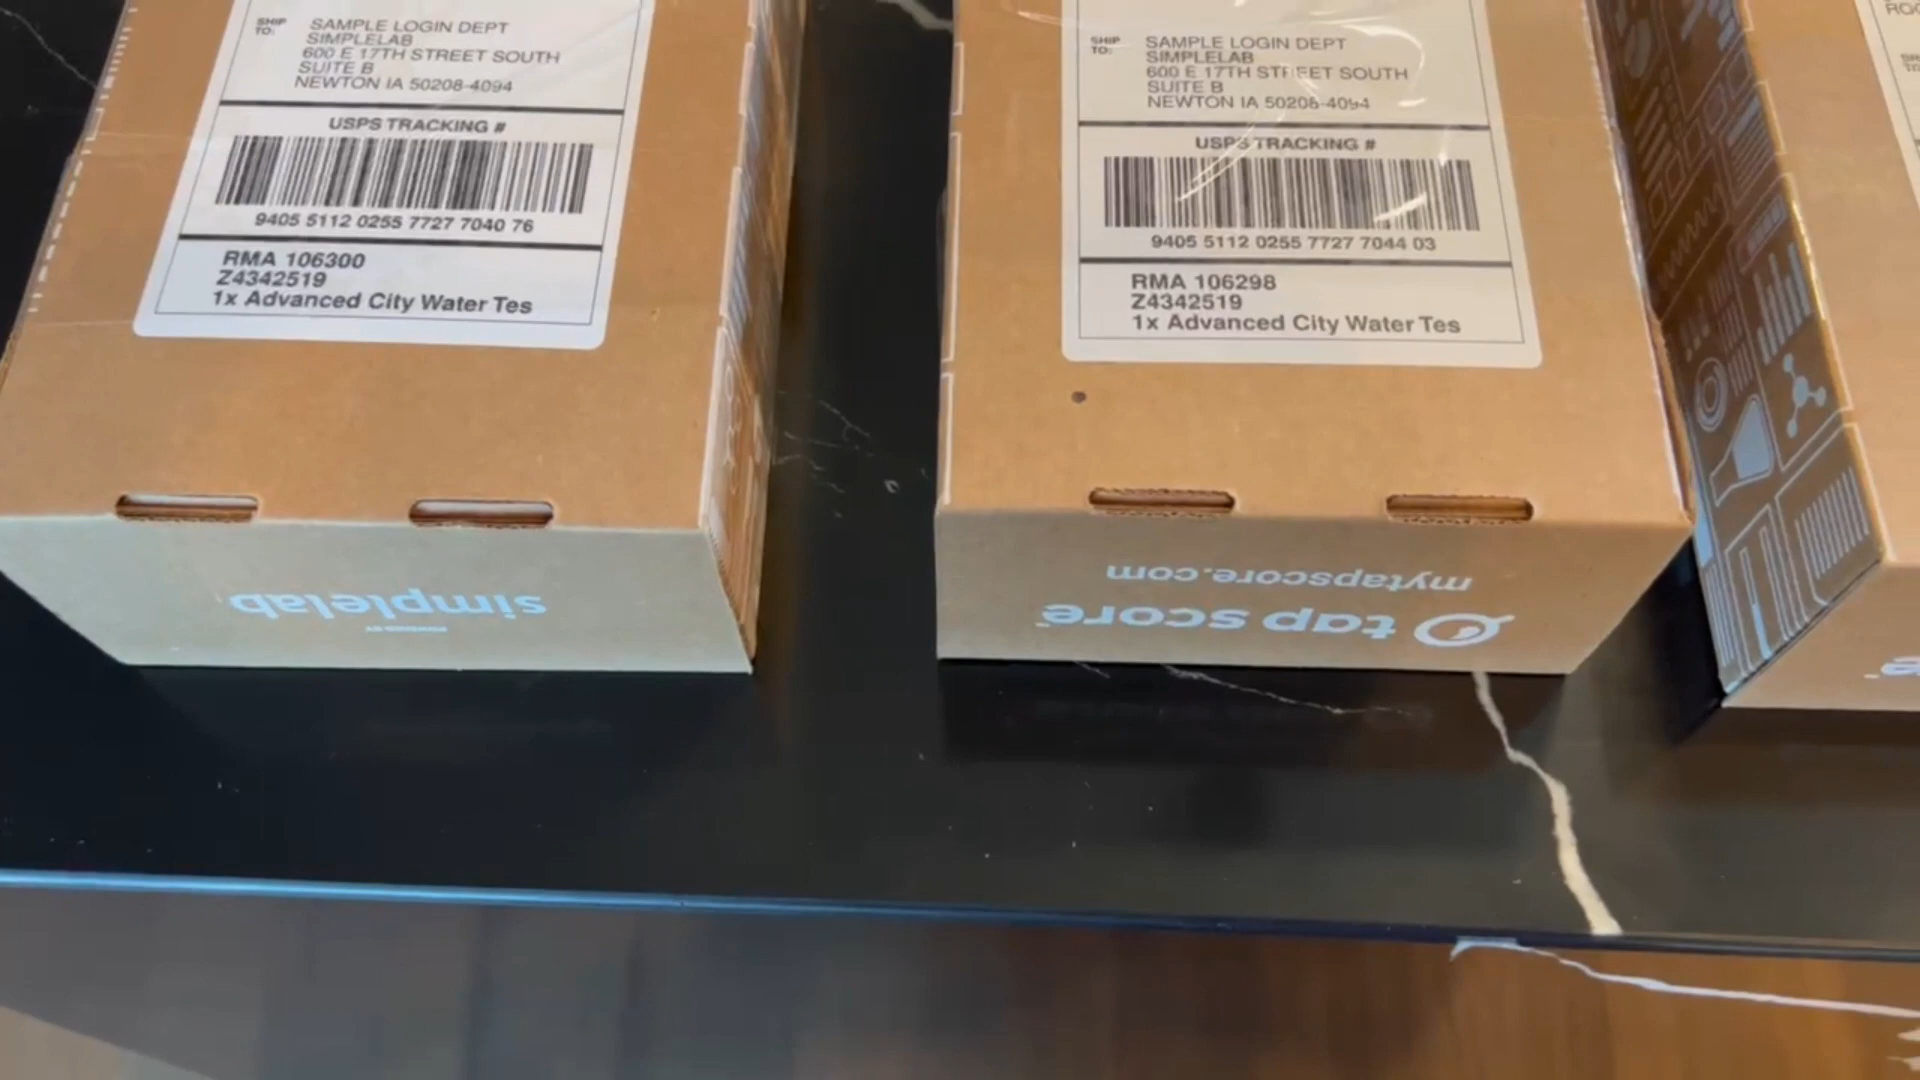 SHIP TO:
SAMPLE LOGIN DEPT
SIMPLELAB
600 E 17TH STREET SOUTH
SUITE B
NEWTON IA 50208-4094
USPS TRACKING #
9405 5112 0255 7727 7040 76
RMA 106300
Z4342519
1x Advanced City Water Tes
simplelab
SHIP TO:
SAMPLE LOGIN DEPT
SIMPLELAB
600 E 17TH STREET SOUTH
SUITE B
NEWTON IA 50208-4094
USPS TRACKING #
9405 5112 0255 7727 7044 03
RMA 106298
Z4342519
1x Advanced City Water Tes
tap score
mytapscore.com